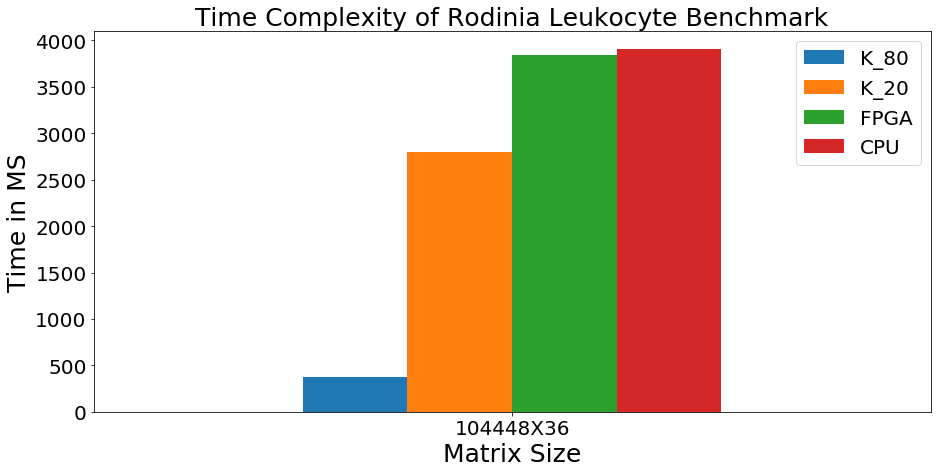 Time Complexity of Rodinia Leukocyte Benchmark
4000
3500
3000
2500
2000
1500
1000
500
0
Time in MS
K_80
K_20
FPGA
CPU
104448X36
Matrix Size